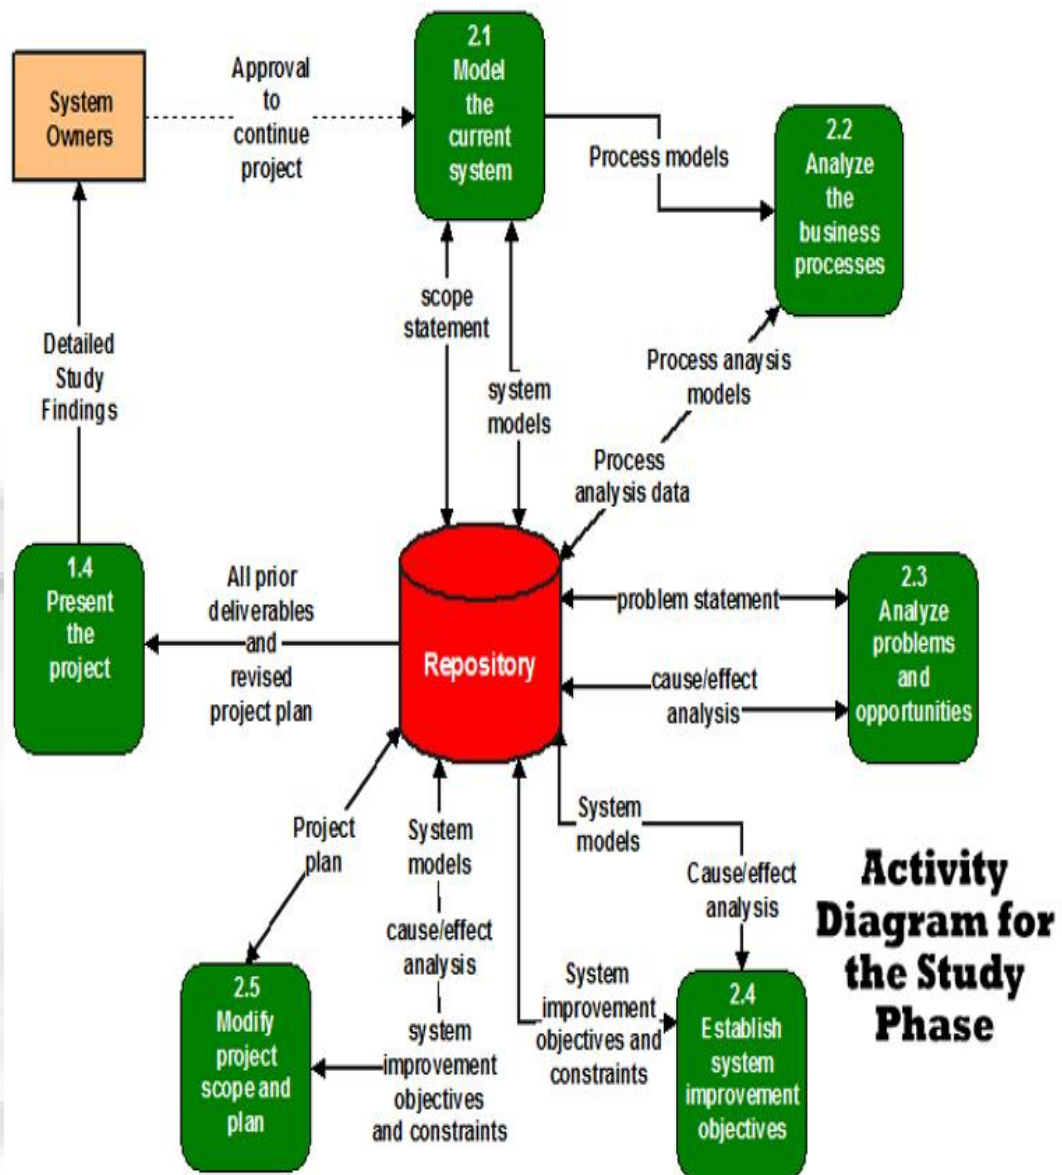 System
Owners
Approval
to
continue
project
2.1
Model
the
current
system
Process models
2.2
Analyze
the
business
processes
scope
statement
system
models
Process anaysis
models
Process
analysis data
Detailed
Study
Findings
1.4
Present
the
project
All prior
deliverables
and
revised
project plan
Repository
problem statement
cause/effect
analysis
2.3
Analyze
problems
and
opportunities
Project
plan
System
models
cause/effect
analysis
system
improvement
objectives
and constraints
System
models
Cause/effect
analysis
System
improvement
objectives and
constraints
2.5
Modify
project
scope and
plan
2.4
Establish
system
improvement
objectives
Activity
Diagram for
the Study
Phase